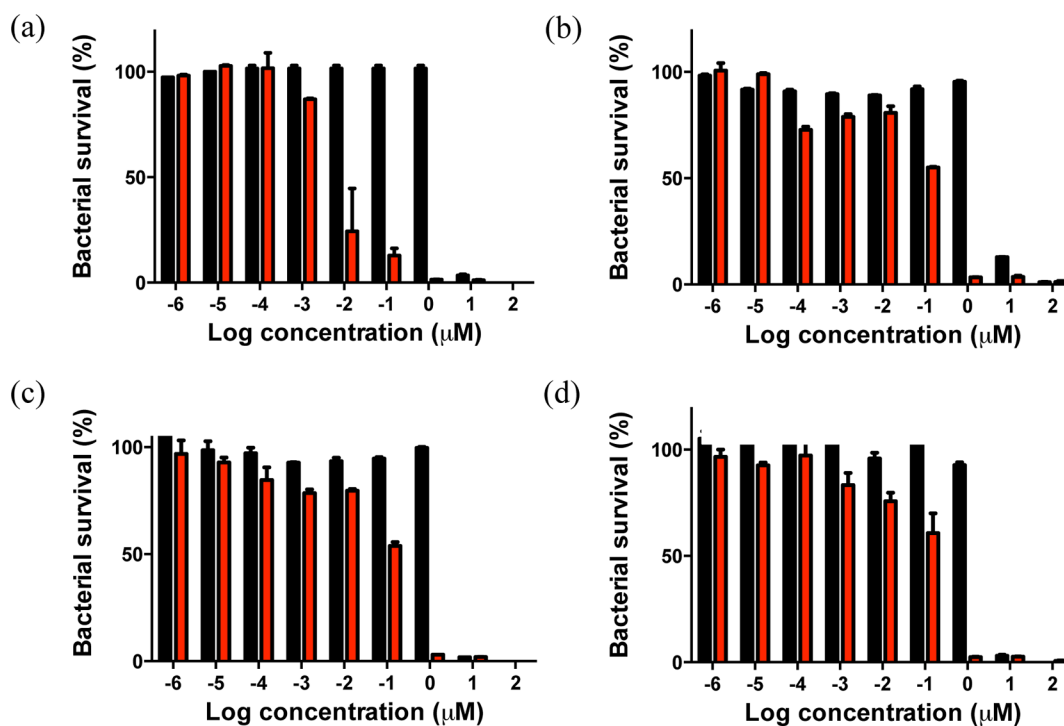 (a)
Bacterial survival (%)
100
50
0
-6 -5 -4 -3 -2 -1 0 1 2
Log concentration (μM)
(b)
Bacterial survival (%)
100
50
0
-6 -5 -4 -3 -2 -1 0 1 2
Log concentration (μM)
(c)
Bacterial survival (%)
100
50
0
-6 -5 -4 -3 -2 -1 0 1 2
Log concentration (μM)
(d)
Bacterial survival (%)
100
50
0
-6 -5 -4 -3 -2 -1 0 1 2
Log concentration (μM)